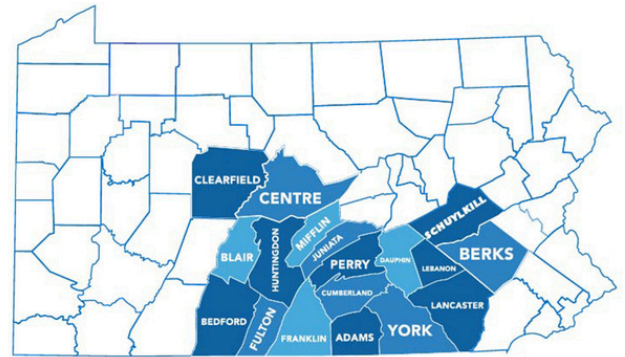 CLEARFIELD
CENTRE
SCHUYLKILL
MIFFLIN
JUNIATA
BLAIR
HUNTINGDON
BERKS
DAUPHIN
PERRY
LEBANON
CUMBERLAND
LANCASTER
BEDFORD
FULTON
FRANKLIN
ADAMS
YORK